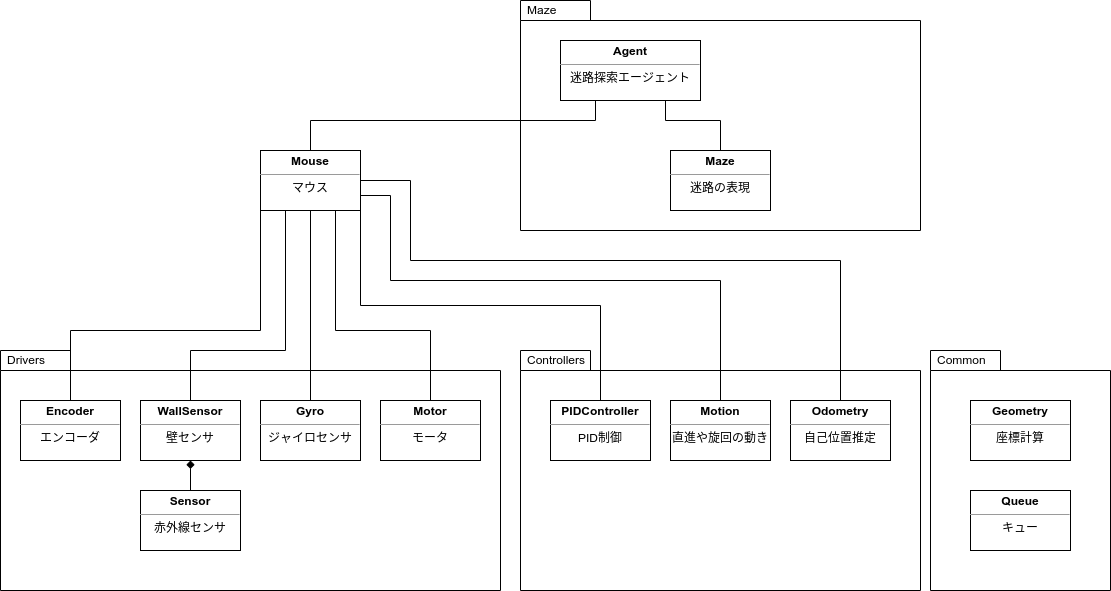 Maze
Agent
迷路探索エージェント
Mouse
マウス
Maze
迷路の表現
Drivers
Encoder
エンコーダ
WallSensor
壁センサ
Gyro
ジャイロセンサ
Motor
モータ
Sensor
赤外線センサ
Controllers
PIDController
PID制御
Motion
直進や旋回の動き
Odometry
自己位置推定
Common
Geometry
座標計算
Queue
キュー